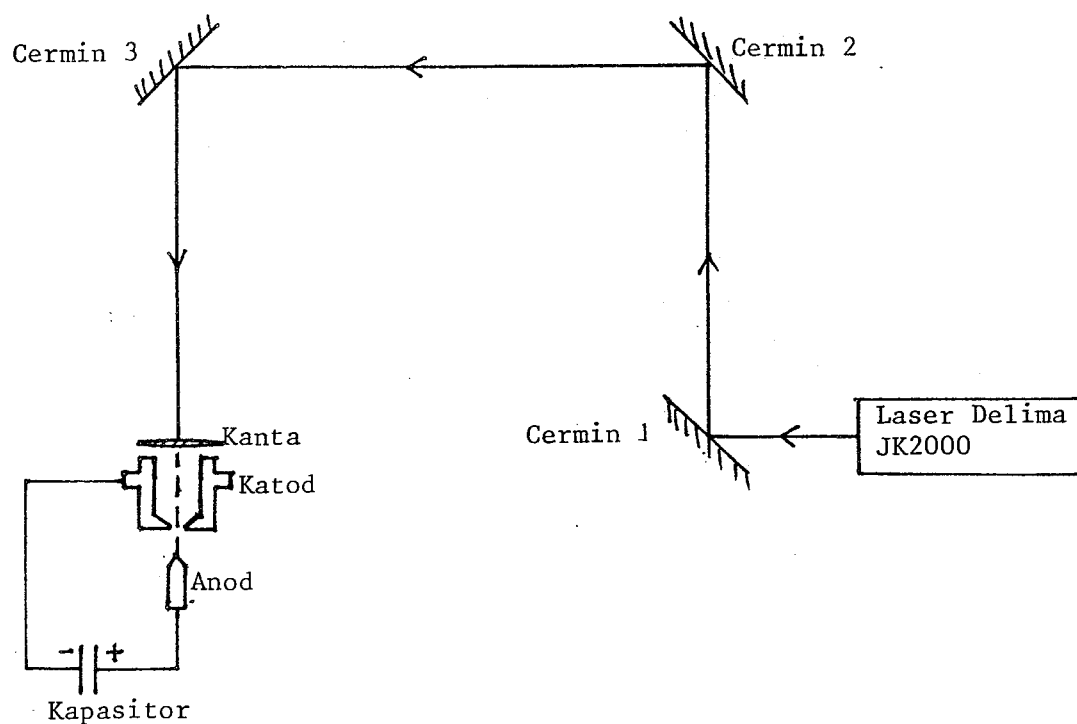 Cermin 3
Cermin 2
Cermin 1
Laser Delima
JK2000
Kanta
Katod
Anod
- +
Kapasitor